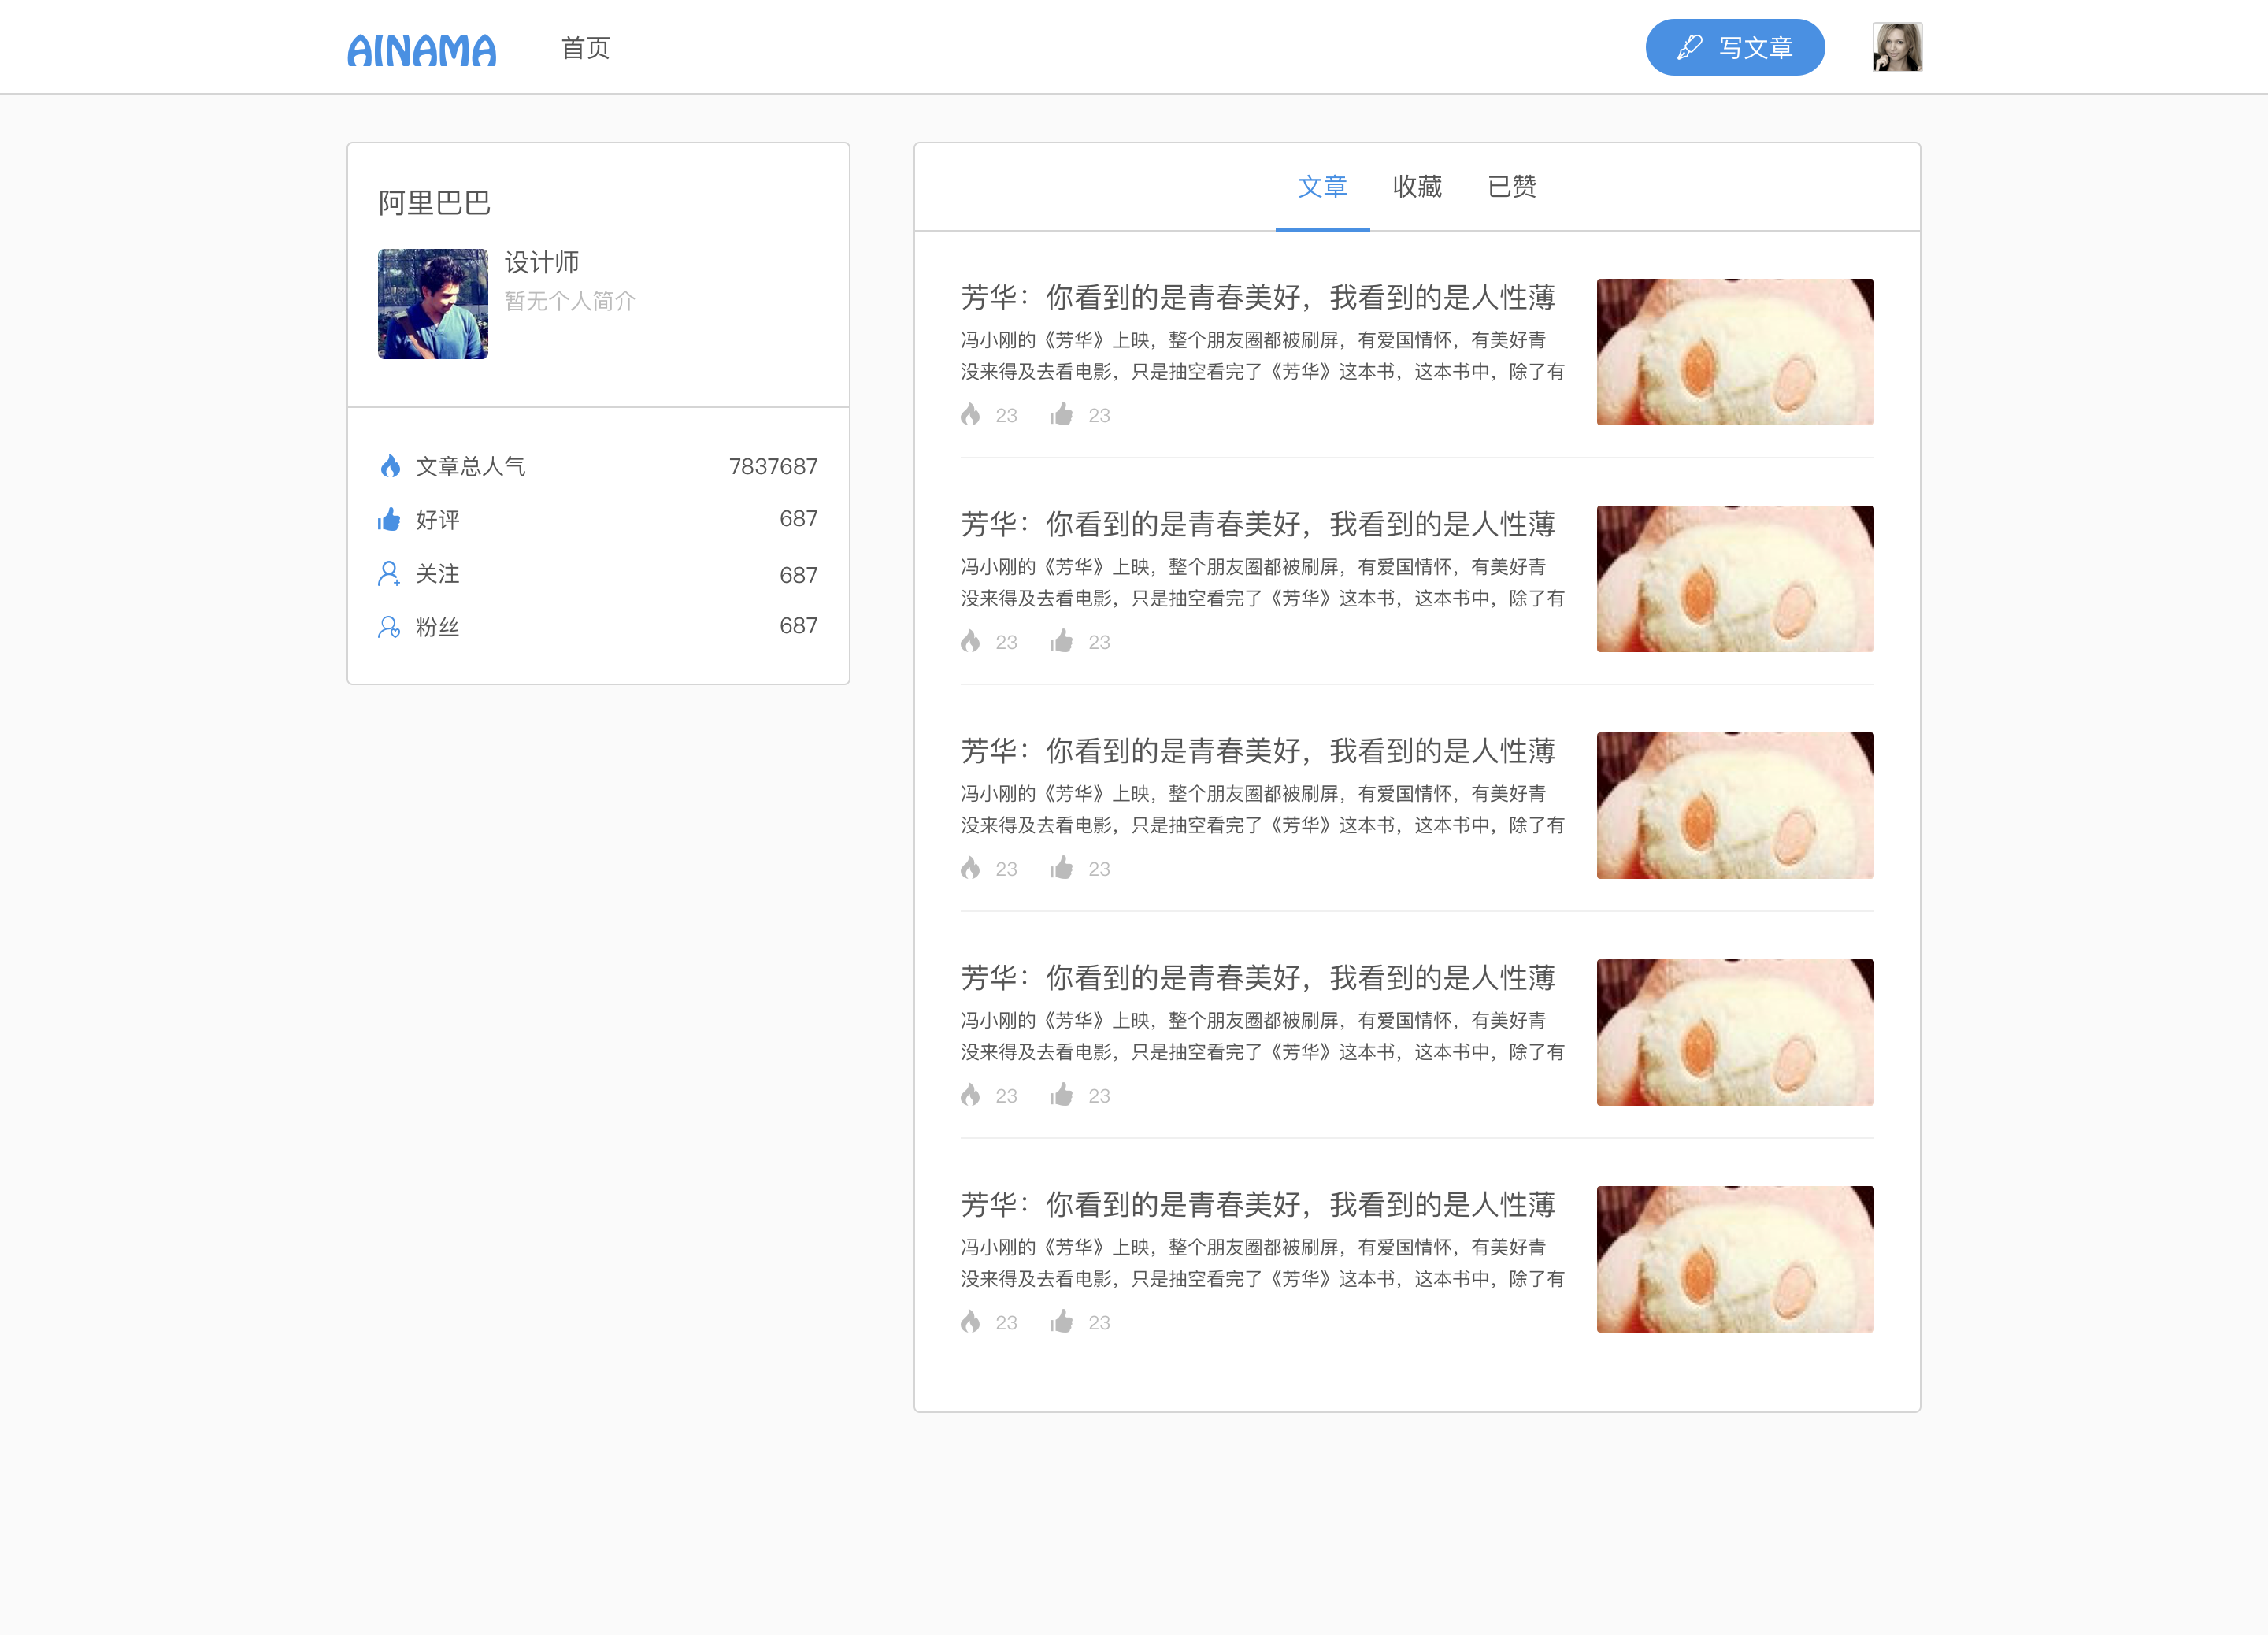 AINAMA
首页
写文章
阿里巴巴
设计师
暂无个人简介
文章总人气 7837687
好评 687
关注 687
粉丝 687
文章 收藏 已赞
芳华：你看到的是青春美好，我看到的是人性薄
冯小刚的《芳华》上映，整个朋友圈都被刷屏，有爱国情怀，有美好青
没来得及去看电影，只是抽空看完了《芳华》这本书，这本书中，除了有
23 23
芳华：你看到的是青春美好，我看到的是人性薄
冯小刚的《芳华》上映，整个朋友圈都被刷屏，有爱国情怀，有美好青
没来得及去看电影，只是抽空看完了《芳华》这本书，这本书中，除了有
23 23
芳华：你看到的是青春美好，我看到的是人性薄
冯小刚的《芳华》上映，整个朋友圈都被刷屏，有爱国情怀，有美好青
没来得及去看电影，只是抽空看完了《芳华》这本书，这本书中，除了有
23 23
芳华：你看到的是青春美好，我看到的是人性薄
冯小刚的《芳华》上映，整个朋友圈都被刷屏，有爱国情怀，有美好青
没来得及去看电影，只是抽空看完了《芳华》这本书，这本书中，除了有
23 23
芳华：你看到的是青春美好，我看到的是人性薄
冯小刚的《芳华》上映，整个朋友圈都被刷屏，有爱国情怀，有美好青
没来得及去看电影，只是抽空看完了《芳华》这本书，这本书中，除了有
23 23